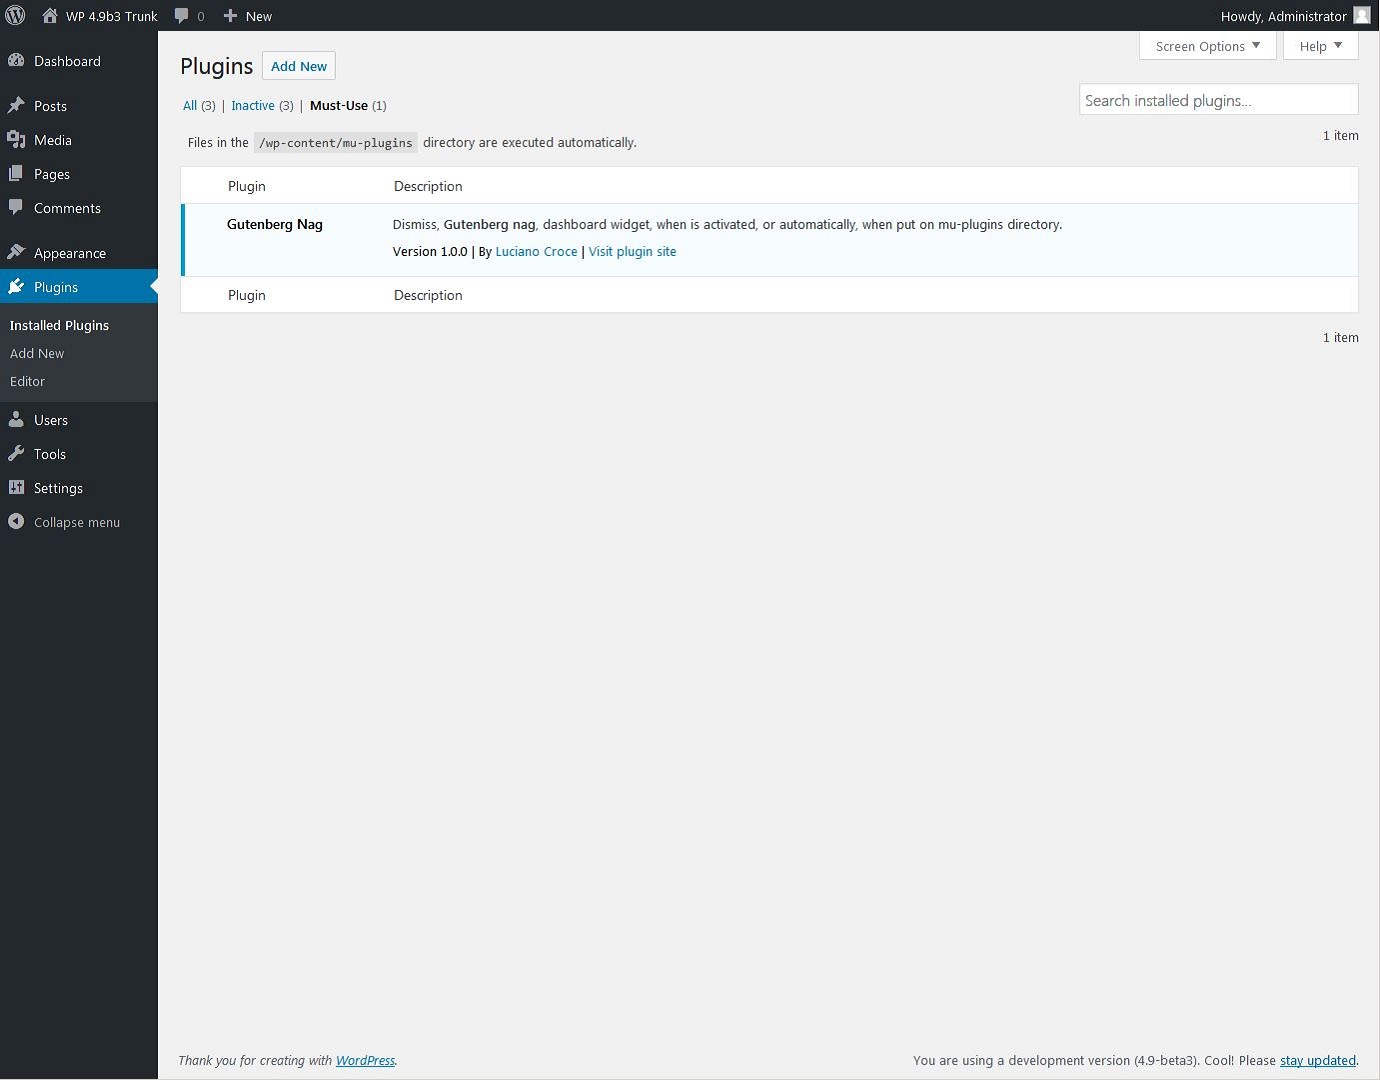 WP 4.9b3 Trunk 0 New Howdy, Administrator
Screen Options Help
Dashboard
Posts
Media
Pages
Comments
Appearance
Plugins
Installed Plugins
Add New
Editor
Users
Tools
Settings
Collapse menu
Plugins Add New
All (3) | Inactive (3) | Must-Use (1)
Search installed plugins...
Files in the /wp-content/mu-plugins directory are executed automatically.
1 item
Plugin Description
Gutenberg Nag Dismiss, Gutenberg nag, dashboard widget, when is activated, or automatically, when put on mu-plugins directory.
Version 1.0.0 | By Luciano Croce | Visit plugin site
Plugin Description
1 item
Thank you for creating with WordPress. You are using a development version (4.9-beta3). Cool! Please stay updated.